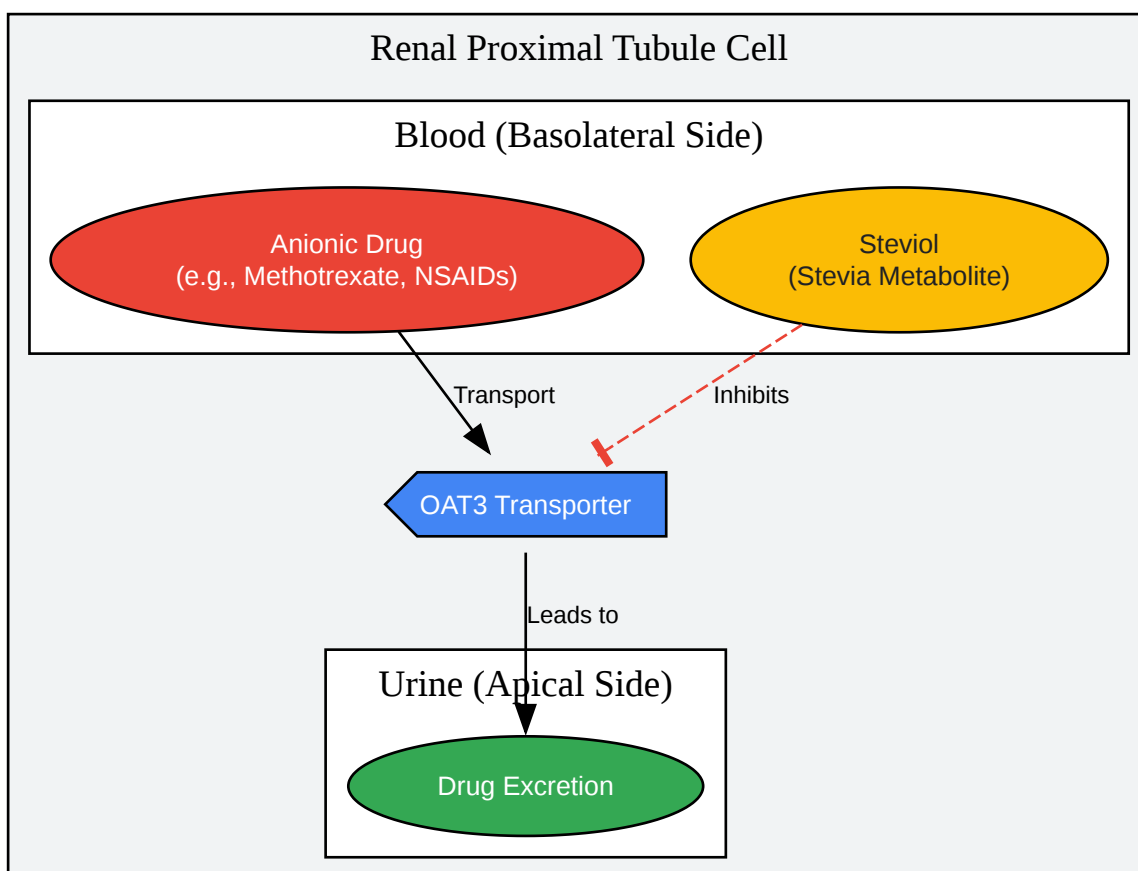 Renal Proximal Tubule Cell
Blood (Basolateral Side)
Anionic Drug
(e.g., Methotrexate, NSAIDs)
Steviol
(Stevia Metabolite)
Transport
Inhibits
OAT3 Transporter
Leads to
Urine (Apical Side)
Drug Excretion